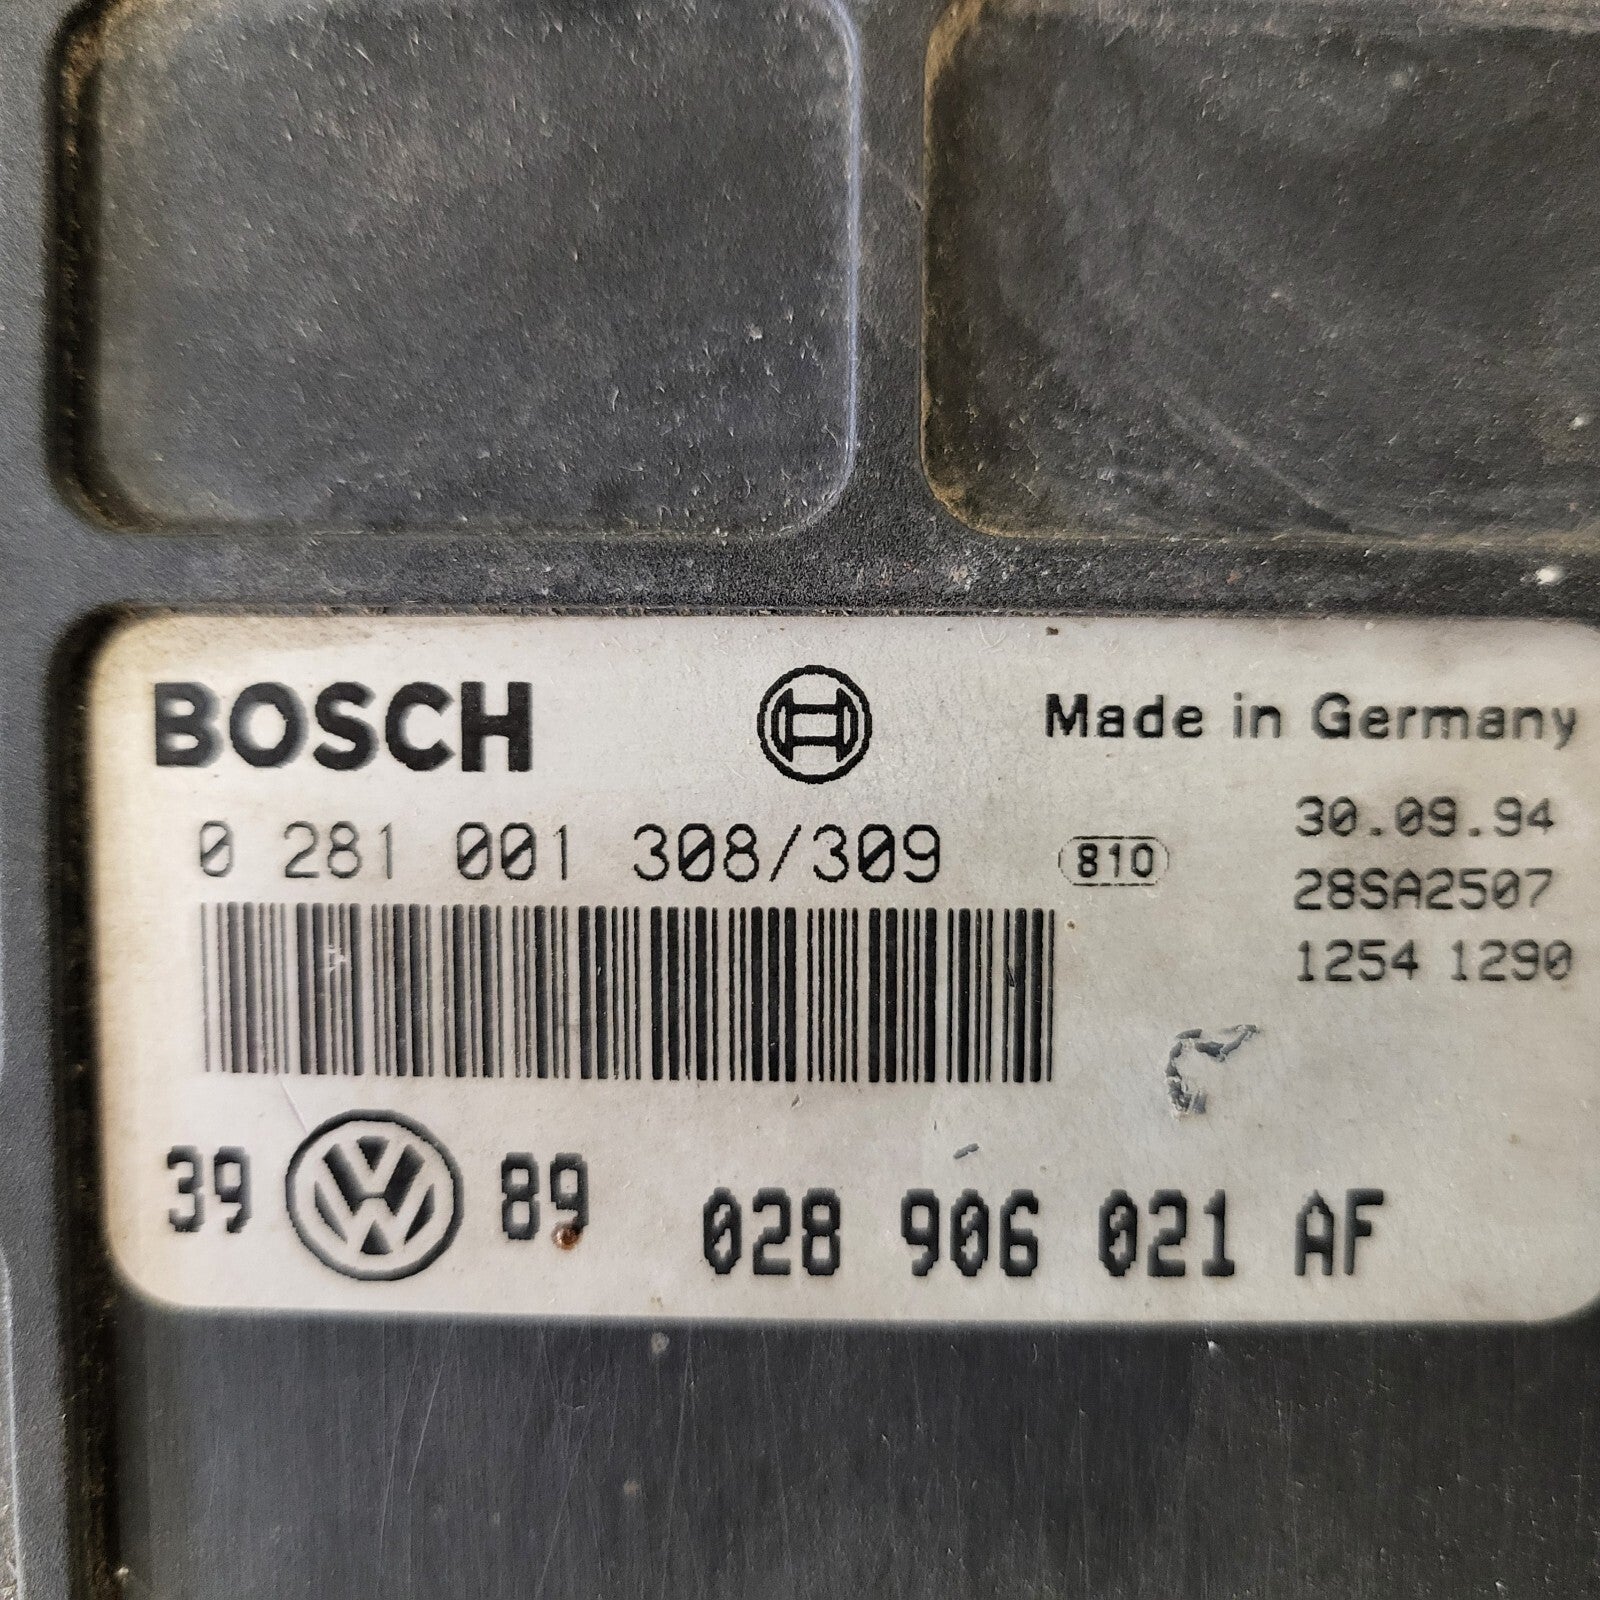 BOSCH
Made in Germany
0 281 001 308/309
810
30.09.94
28SA2507
1254 1290
39 VW 89
028 906 021 AF